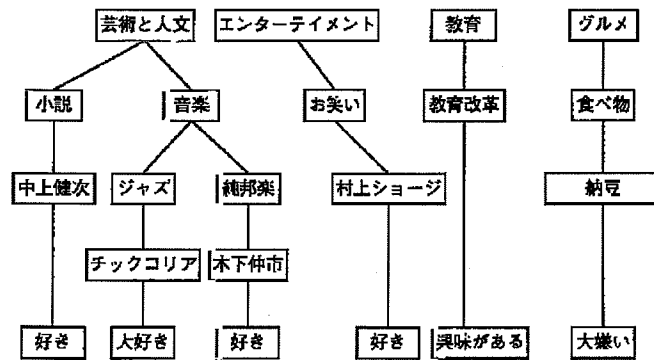 芸術と人文 エンターテイメント 教育 グルメ
小説 音楽 お笑い 教育改革 食べ物
中上健次 ジャズ 純邦楽 村上ショージ 納豆
チックコリア 木下伸市
好き 大好き 好き 好き 興味がある 大嫌い